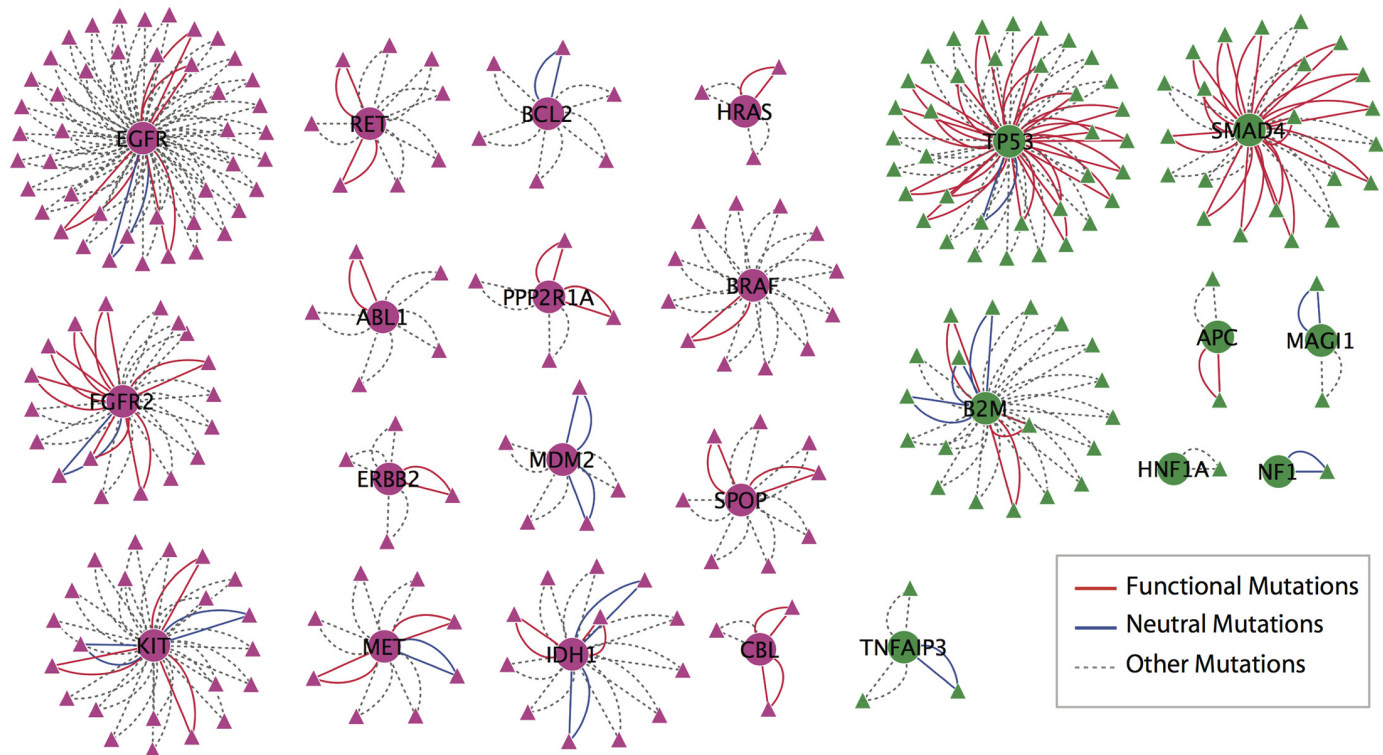 EGFR
RET
BCL2
HRAS
TP53
SMAD4
ABL1
PPP2R1A
BRAF
APC
MAGI1
FGFR2
B2M
ERBB2
MDM2
SPOP
HNF1A
NF1
KIT
MET
IDH1
CBL
TNFAIP3
Functional Mutations
Neutral Mutations
Other Mutations